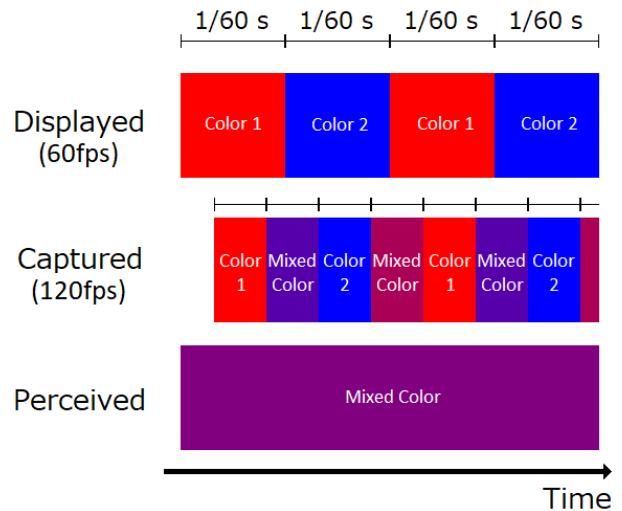 1/60 s 1/60 s 1/60 s 1/60 s
Displayed
(60fps)
Color 1 Color 2 Color 1 Color 2
Captured
(120fps)
Color Mixed Color Mixed Color Mixed Color
1 Color 2 Color 1 Color 2
Perceived
Mixed Color
Time